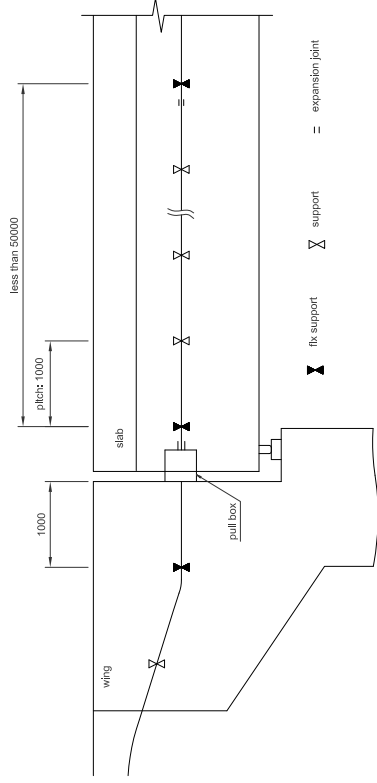 less than 50000
pitch: 1000
1000
slab
pull box
wing
fix support
support
expansion joint